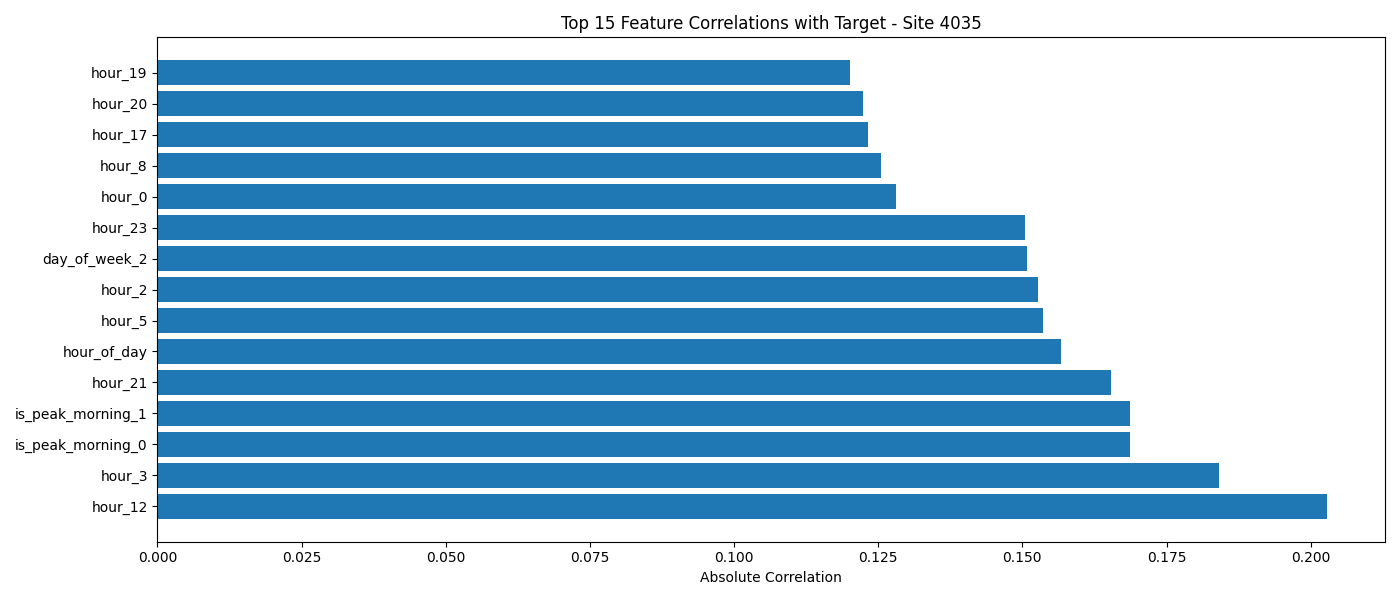 Top 15 Feature Correlations with Target - Site 4035
hour_19
hour_20
hour_17
hour_8
hour_0
hour_23
day_of_week_2
hour_2
hour_5
hour_of_day
hour_21
is_peak_morning_1
is_peak_morning_0
hour_3
hour_12
0.000 0.025 0.050 0.075 0.100 0.125 0.150 0.175 0.200
Absolute Correlation